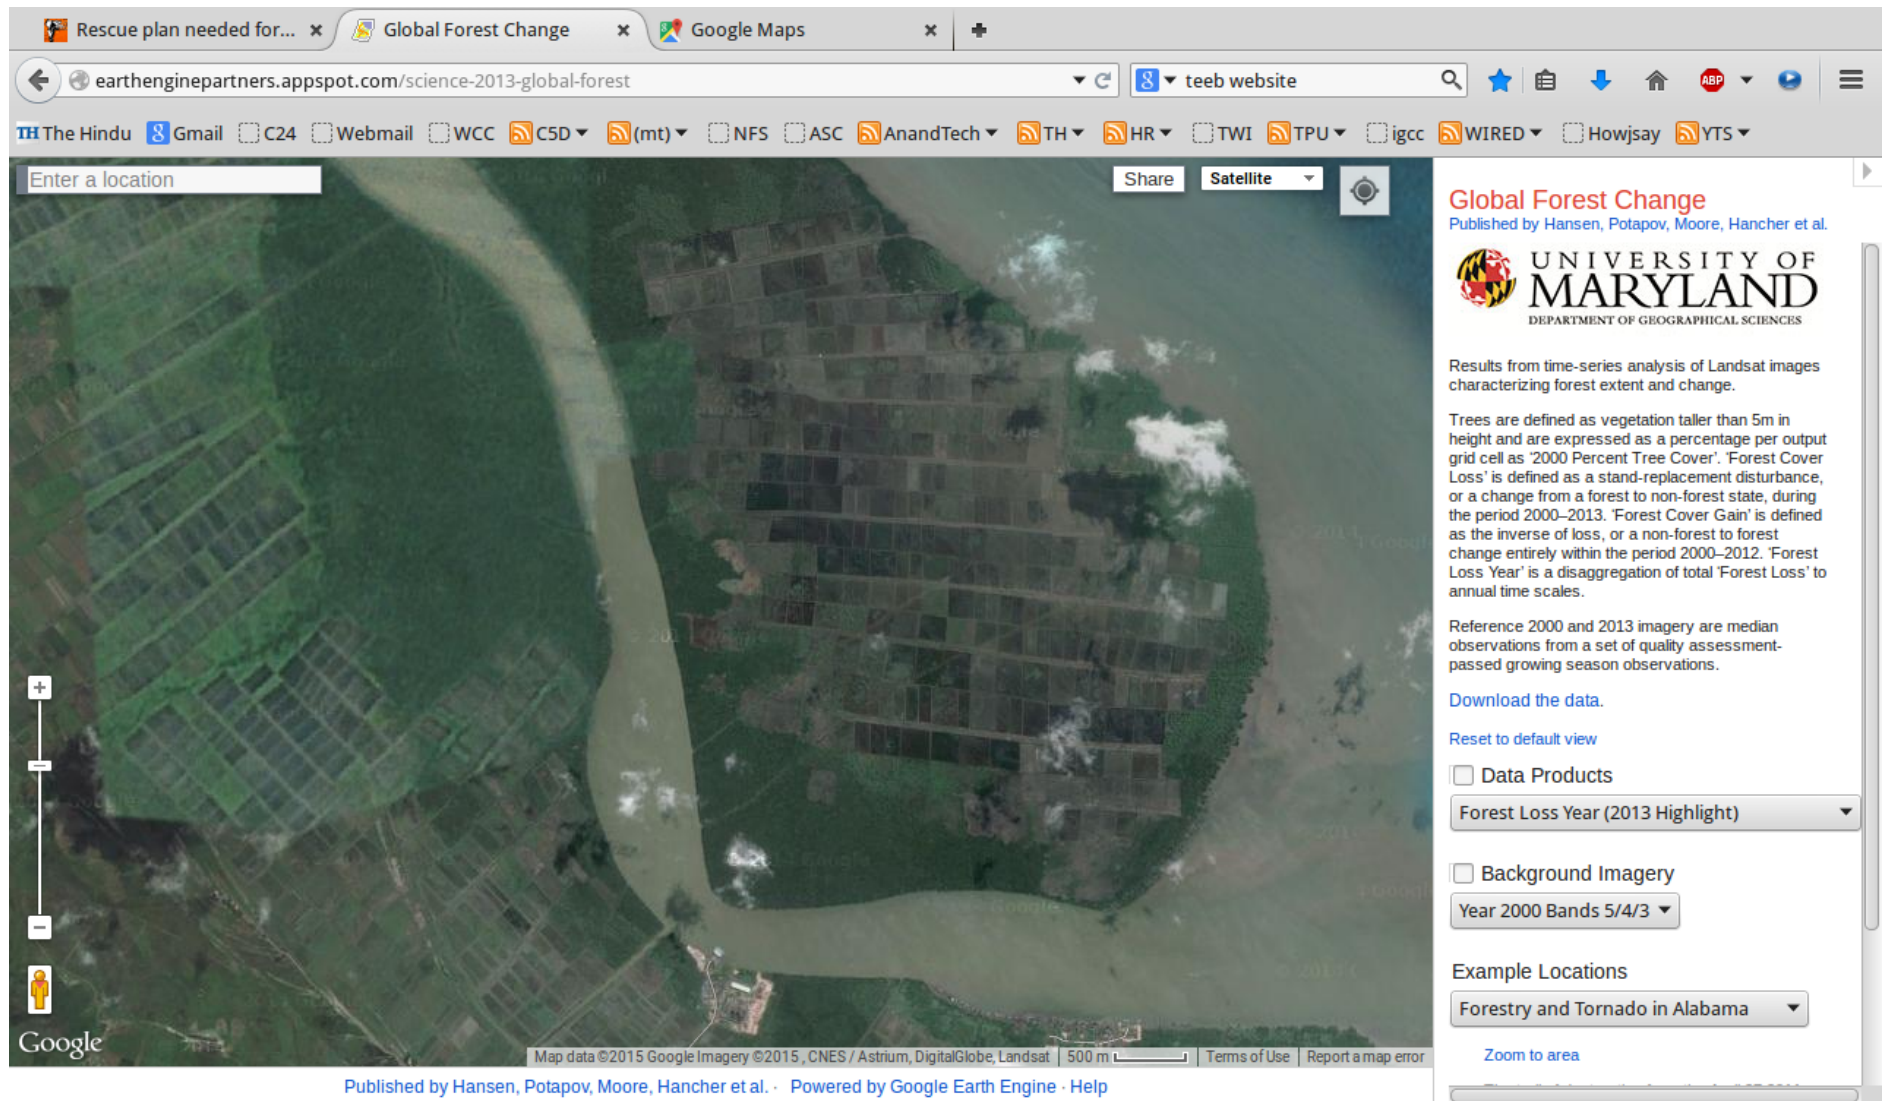 Rescue plan needed for...
Global Forest Change
Google Maps
earthenginepartners.appspot.com/science-2013-global-forest
8 teeb website
ABP
TH The Hindu 8 Gmail C24 Webmail WCC C5D (mt) NFS ASC AnandTech TH HR TWI TPU igcc WIRED Howjsay YTS
Enter a location
Share
Satellite
Global Forest Change
Published by Hansen, Potapov, Moore, Hancher et al.
UNIVERSITY OF
MARYLAND
DEPARTMENT OF GEOGRAPHICAL SCIENCES
Results from time-series analysis of Landsat images
characterizing forest extent and change.
Trees are defined as vegetation taller than 5m in
height and are expressed as a percentage per output
grid cell as ‘2000 Percent Tree Cover’. ‘Forest Cover
Loss’ is defined as a stand-replacement disturbance,
or a change from a forest to non-forest state, during
the period 2000–2013. ‘Forest Cover Gain’ is defined
as the inverse of loss, or a non-forest to forest
change entirely within the period 2000–2012. ‘Forest
Loss Year’ is a disaggregation of total ‘Forest Loss’ to
annual time scales.
Reference 2000 and 2013 imagery are median
observations from a set of quality assessment-
passed growing season observations.
Download the data.
Reset to default view
Data Products
Forest Loss Year (2013 Highlight)
Background Imagery
Year 2000 Bands 5/4/3
Example Locations
Forestry and Tornado in Alabama
Zoom to area
Google
Map data ©2015 Google Imagery ©2015 , CNES / Astrium, DigitalGlobe, Landsat
500 m
Terms of Use
Report a map error
Published by Hansen, Potapov, Moore, Hancher et al. · Powered by Google Earth Engine · Help